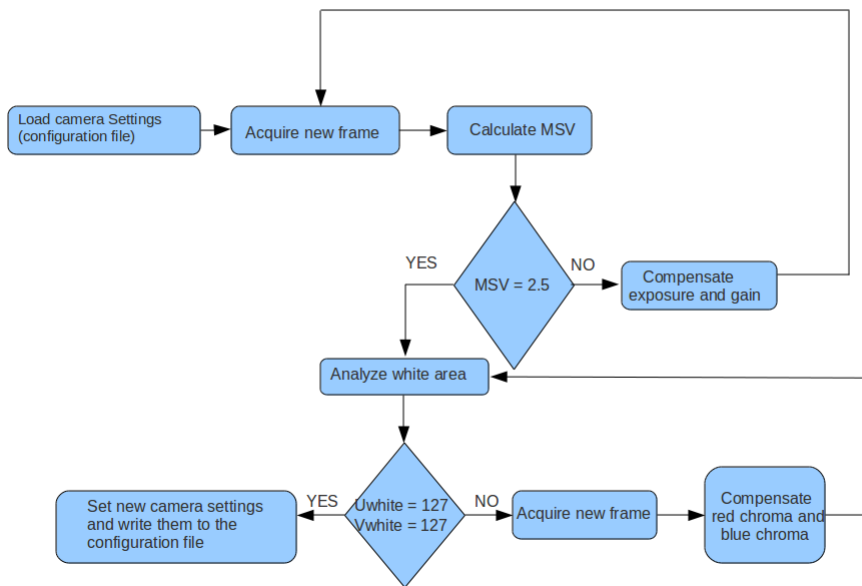 Load camera Settings
(configuration file)
Acquire new frame
Calculate MSV
YES
MSV = 2.5
NO
Compensate
exposure and gain
Analyze white area
Set new camera settings
and write them to the
configuration file
YES
Uwhite = 127
Vwhite = 127
NO
Acquire new frame
Compensate
red chroma and
blue chroma